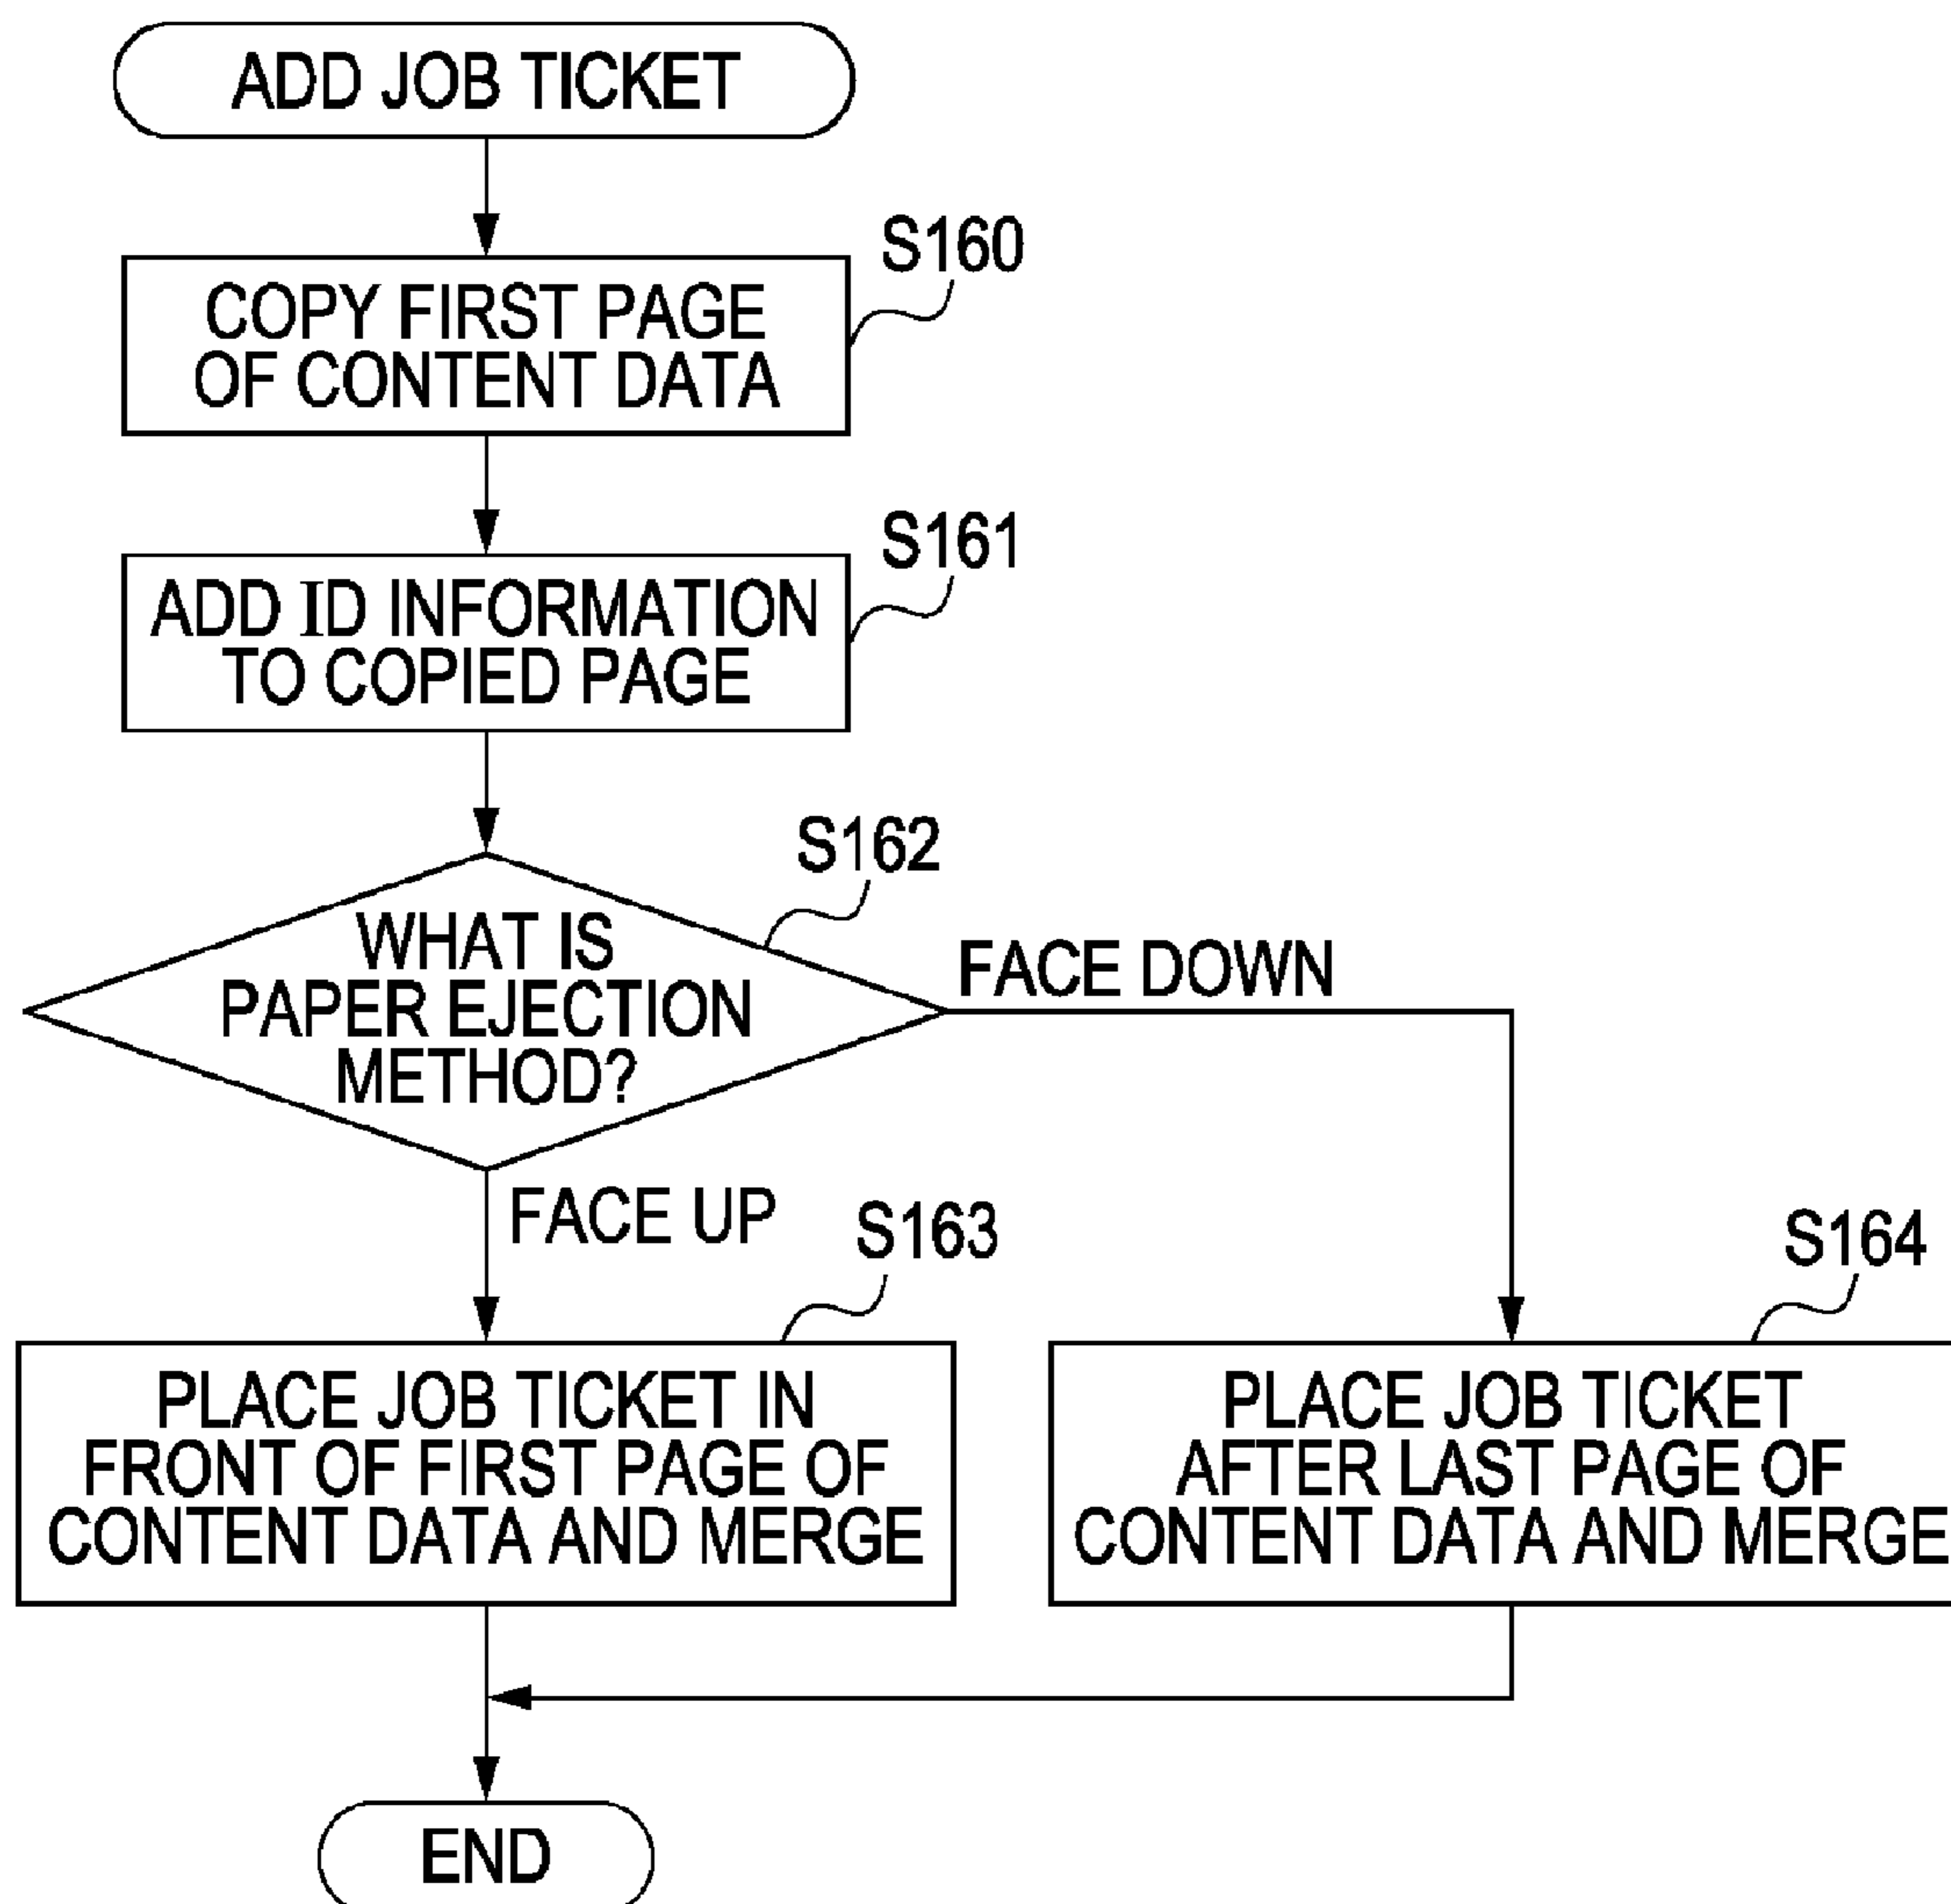 ADD JOB TICKET
S160
COPY FIRST PAGE
OF CONTENT DATA
S161
ADD ID INFORMATION
TO COPIED PAGE
S162
WHAT IS
PAPER EJECTION
METHOD?
FACE DOWN
FACE UP
S163
S164
PLACE JOB TICKET IN
FRONT OF FIRST PAGE OF
CONTENT DATA AND MERGE
PLACE JOB TICKET
AFTER LAST PAGE OF
CONTENT DATA AND MERGE
END